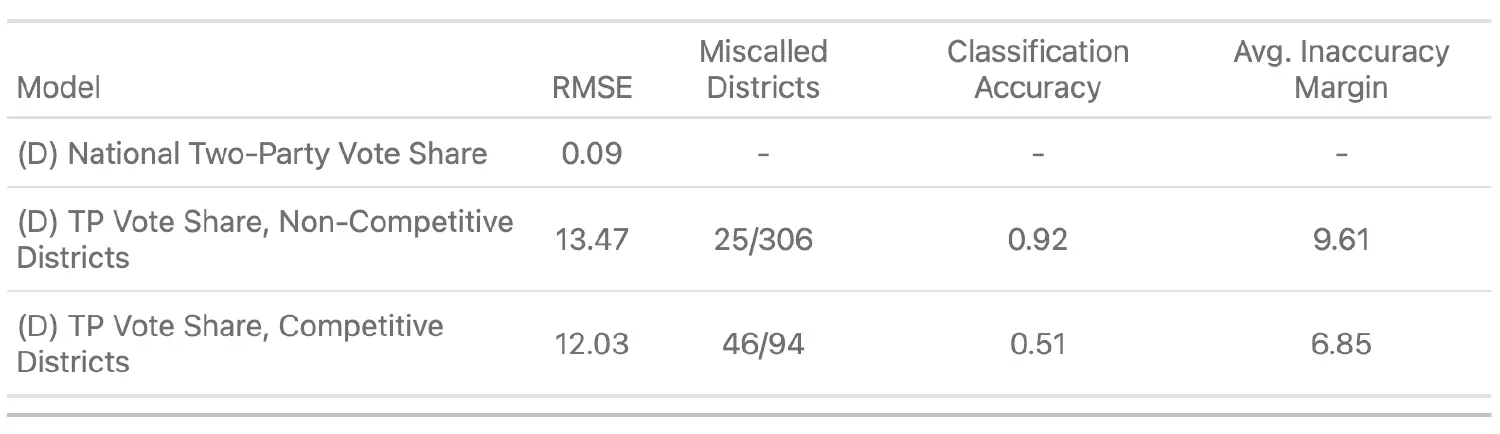 Model RMSE Miscalled Districts Classification Accuracy Avg. Inaccuracy Margin
(D) National Two-Party Vote Share 0.09 - - -
(D) TP Vote Share, Non-Competitive Districts 13.47 25/306 0.92 9.61
(D) TP Vote Share, Competitive Districts 12.03 46/94 0.51 6.85